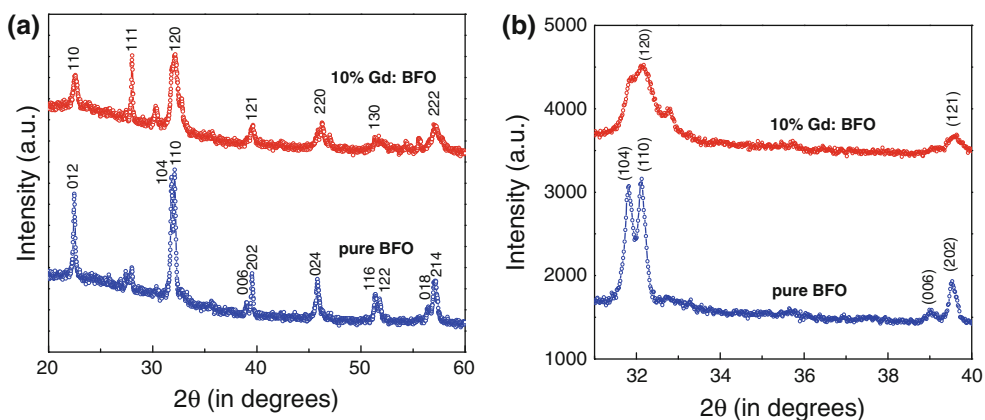 (a)
Intensity (a.u.)
110
111
120
10% Gd: BFO
121
220
130
222
012
104
110
pure BFO
006
202
024
116
122
018
214
20 30 40 50 60
2θ (in degrees)
(b)
Intensity (a.u.)
5000
4000
3000
2000
1000
(120)
10% Gd: BFO
(121)
(104)
(110)
pure BFO
(006)
(202)
32 34 36 38 40
2θ (in degrees)